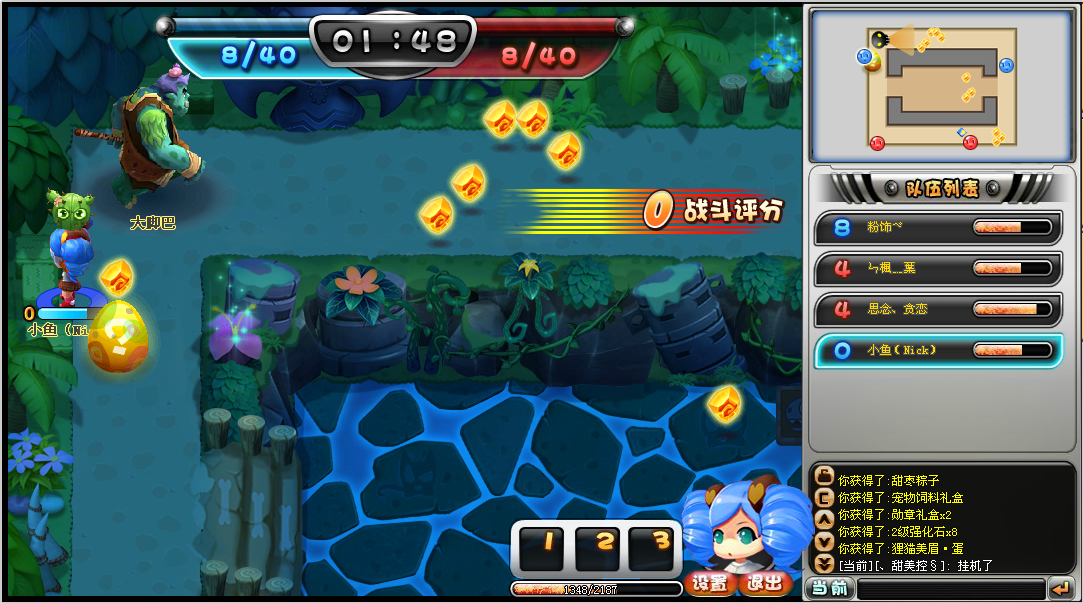 8/40
01:48
8/40
大脚巴
0 战斗评分
0
小鱼（Ni
?
队伍列表
8 粉饰〝
4 ㄣ楓﹎葉
4 思念、贪恋
0 小鱼(Nick)
你获得了:甜枣粽子
你获得了:宠物饲料礼盒
你获得了:勋章礼盒x2
你获得了:2级强化石x8
你获得了:狸猫美眉·蛋
[当前][、甜美控§]: 挂机了
1 2 3
1348/2187
设置 退出
当前